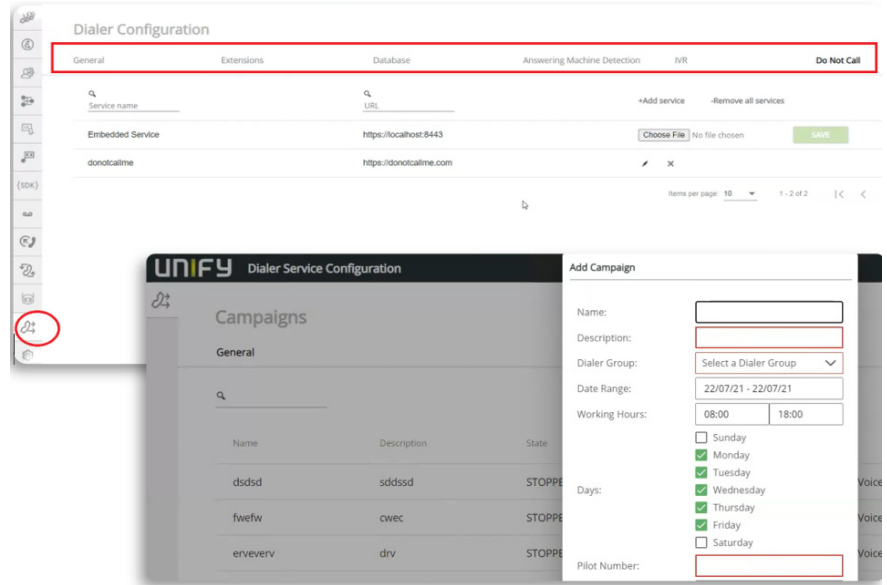 Dialer Configuration
General Extensions Database Answering Machine Detection IVR Do Not Call
Service name URL +Add service -Remove all services
Embedded Service https://localhost:8443 Choose File No file chosen SAVE
donotcallme https://donotcallme.com
Items per page: 10 1 - 2 of 2
{SDK}
UNIFY Dialer Service Configuration
Campaigns
General
Name Description State
dsdsd sddssd STOPPE Voice
fwefw cwec STOPPE Voice
erveverv drv STOPPE Voice
Add Campaign
Name:
Description:
Dialer Group: Select a Dialer Group
Date Range: 22/07/21 - 22/07/21
Working Hours: 08:00 18:00
Days:
Sunday
Monday
Tuesday
Wednesday
Thursday
Friday
Saturday
Pilot Number: